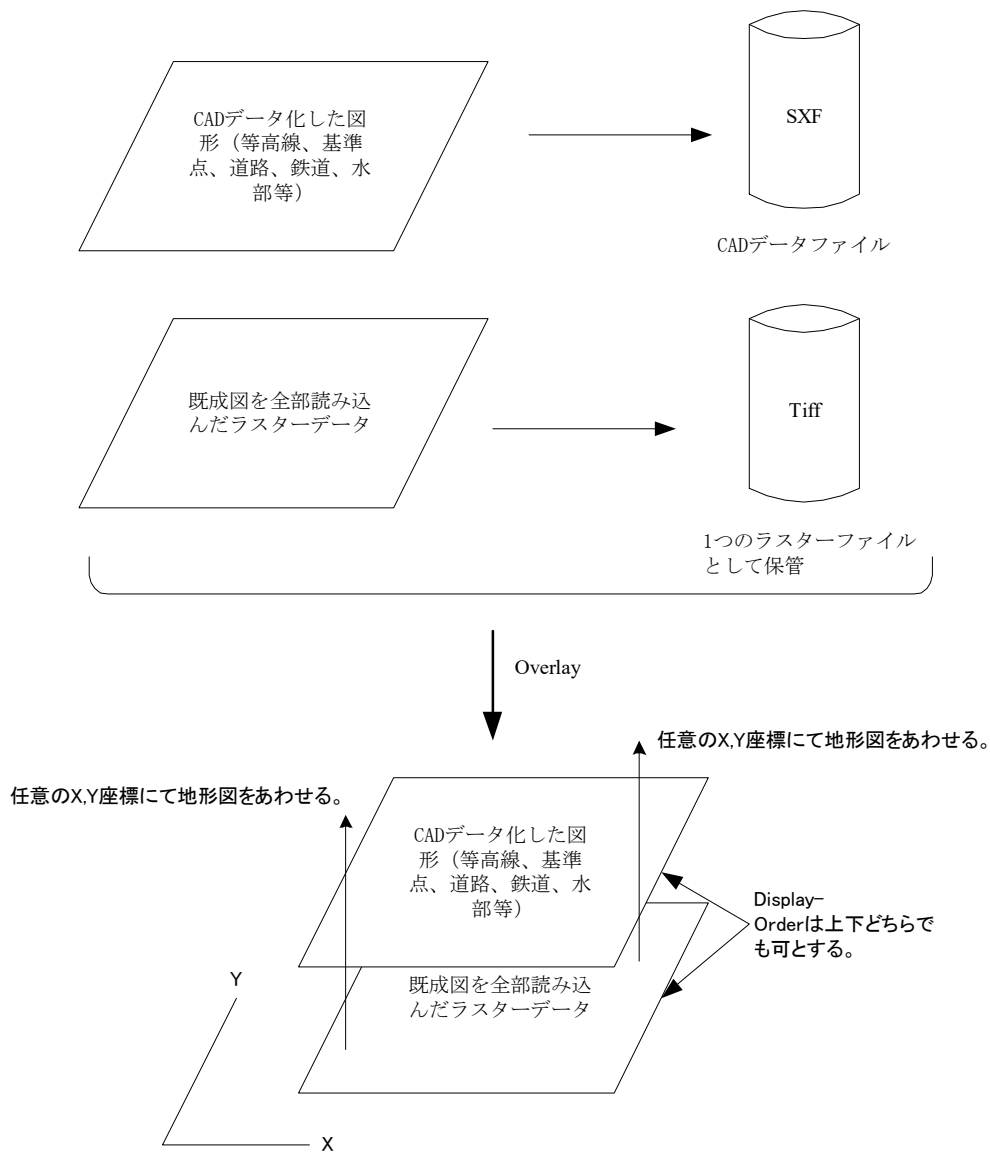 CADデータ化した図
形（等高線、基準
点、道路、鉄道、水
部等）
SXF
CADデータファイル
既成図を全部読み込
んだラスターデータ
Tiff
1つのラスターファイル
として保管
Overlay
任意のX,Y座標にて地形図をあわせる。
任意のX,Y座標にて地形図をあわせる。
CADデータ化した図
形（等高線、基準
点、道路、鉄道、水
部等）
Display-
Orderは上下どちらで
も可とする。
既成図を全部読み込
んだラスターデータ
Y
X